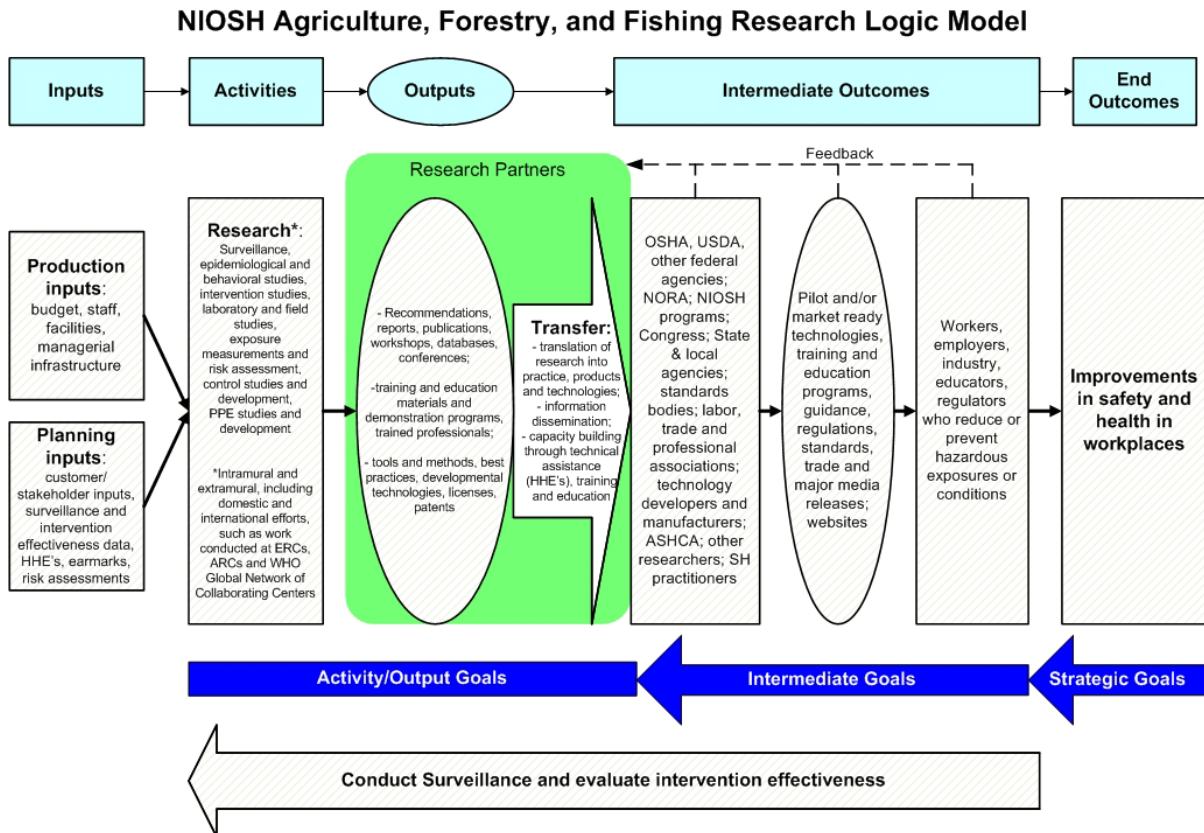 NIOSH Agriculture, Forestry, and Fishing Research Logic Model
Inputs
Activities
Outputs
Intermediate Outcomes
End
Outcomes
Feedback
Research Partners
Production
inputs:
budget, staff,
facilities,
managerial
infrastructure
Planning
inputs:
customer/
stakeholder inputs,
surveillance and
intervention
effectiveness data,
HHE's, earmarks,
risk assessments
Research*:
Surveillance,
epidemiological and
behavioral studies,
intervention studies,
laboratory and field
studies,
exposure
measurements and
risk assessment,
control studies and
development,
PPE studies and
development
*Intramural and
extramural, including
domestic and
international efforts,
such as work
conducted at ERCs,
ARCs and WHO
Global Network of
Collaborating Centers
- Recommendations,
reports, publications,
workshops, databases,
conferences;
-training and education
materials and
demonstration programs,
trained professionals;
- tools and methods, best
practices, developmental
technologies, licenses,
patents
Transfer:
- translation of
research into
practice, products
and technologies;
- information
dissemination;
- capacity building
through technical
assistance
(HHE's), training
and education
OSHA, USDA,
other federal
agencies;
NORA; NIOSH
programs;
Congress; State
& local
agencies;
standards
bodies; labor,
trade and
professional
associations;
technology
developers and
manufacturers;
ASHCA; other
researchers; SH
practitioners
Pilot and/or
market ready
technologies,
training and
education
programs,
guidance,
regulations,
standards,
trade and
major media
releases;
websites
Workers,
employers,
industry,
educators,
regulators
who reduce or
prevent
hazardous
exposures or
conditions
Improvements
in safety and
health in
workplaces
Activity/Output Goals
Intermediate Goals
Strategic Goals
Conduct Surveillance and evaluate intervention effectiveness